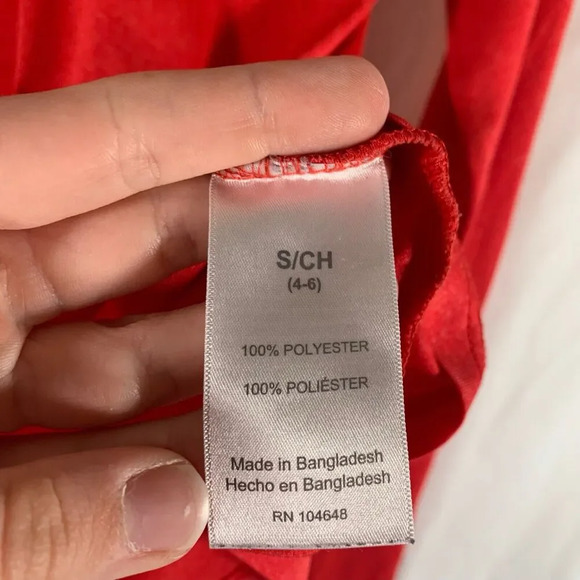 S/CH
(4-6)
100% POLYESTER
100% POLIÉSTER
Made in Bangladesh
Hecho en Bangladesh
RN 104648